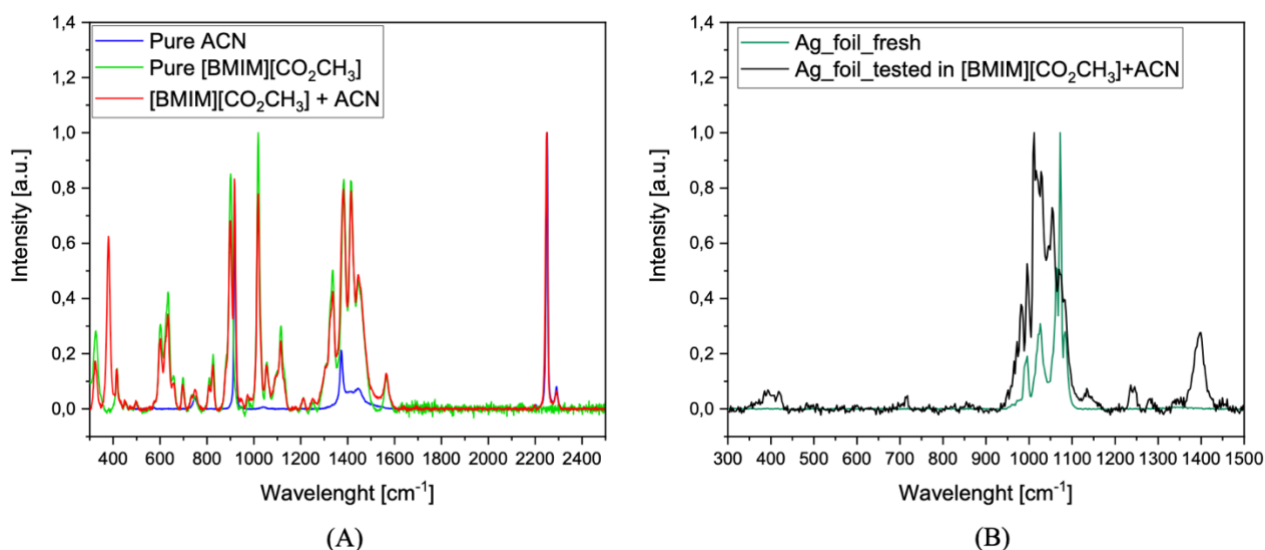 Pure ACN
Pure [BMIM][CO₂CH₃]
[BMIM][CO₂CH₃] + ACN
1,4
1,2
1,0
0,8
0,6
0,4
0,2
0,0
Intensity [a.u.]
400 600 800 1000 1200 1400 1600 1800 2000 2200 2400
Wavelenght [cm⁻¹]
(A)
Ag_foil_fresh
Ag_foil_tested in [BMIM][CO₂CH₃]+ACN
1,4
1,2
1,0
0,8
0,6
0,4
0,2
0,0
Intensity [a.u.]
300 400 500 600 700 800 900 1000 1100 1200 1300 1400 1500
Wavelenght [cm⁻¹]
(B)